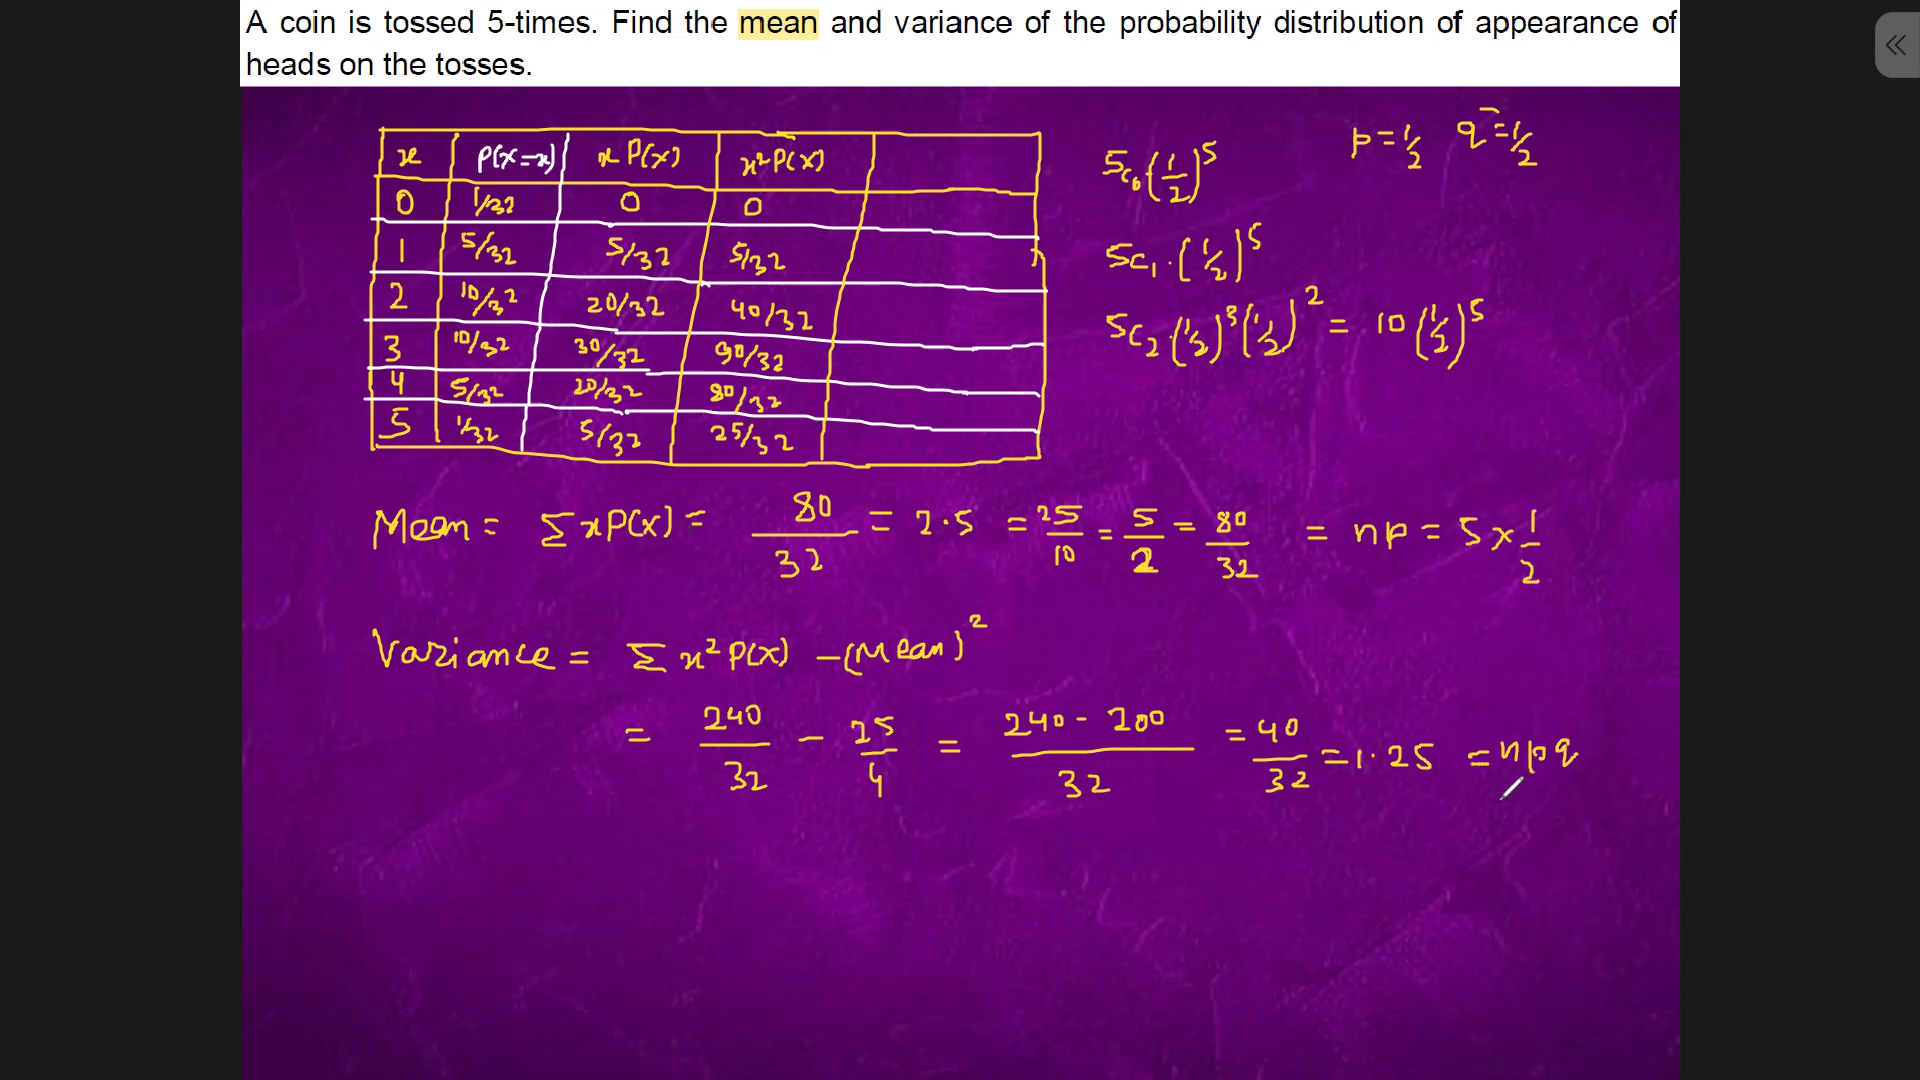 A coin is tossed 5-times. Find the mean and variance of the probability distribution of appearance of
heads on the tosses.
p = 1/2 q = 1/2
x P(X=x) x P(X) x² P(X)
0 1/32 0 0
1 5/32 5/32 5/32
2 10/32 20/32 40/32
3 10/32 30/32 90/32
4 5/32 20/32 80/32
5 1/32 5/32 25/32
5C₀ (1/2)⁵
5C₁ · (1/2)⁵
5C₂ · (1/2)³ (1/2)² = 10 (1/2)⁵
Mean = Σ x P(X) = 80/32 = 2.5 = 25/10 = 5/2 = 80/32 = np = 5 × 1/2
Variance = Σ x² P(X) – (Mean)²
= 240/32 – 25/4 = 240 - 200/32 = 40/32 = 1.25 = npq